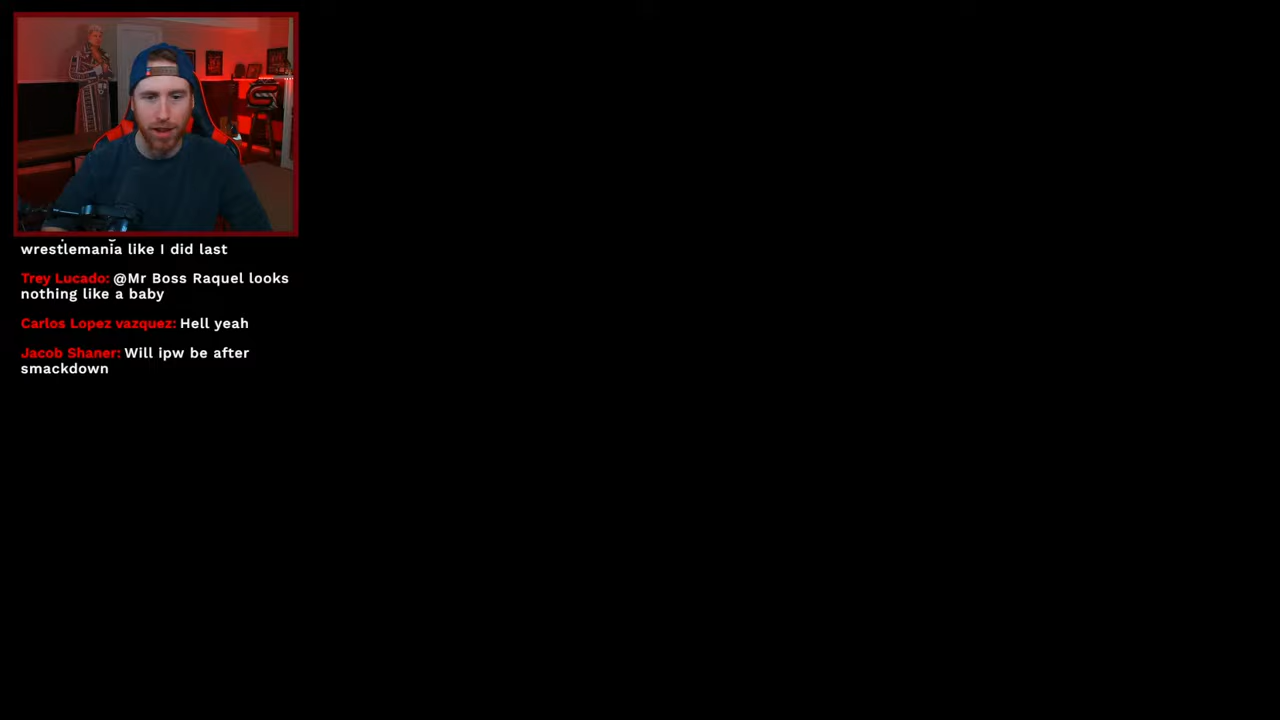 wrestlemania like I did last
Trey Lucado: @Mr Boss Raquel looks
nothing like a baby
Carlos Lopez vazquez: Hell yeah
Jacob Shaner: Will ipw be after
smackdown